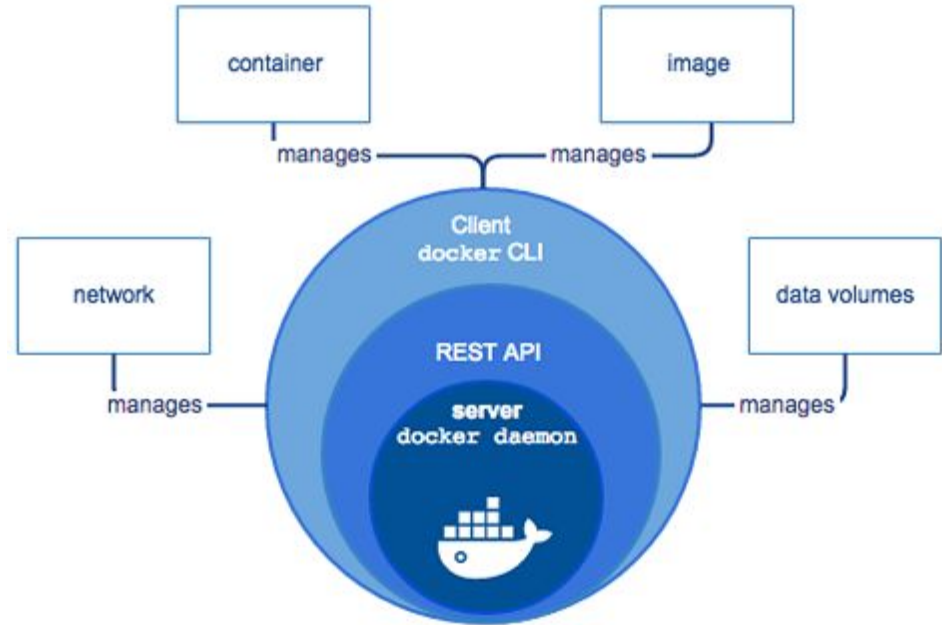 container
image
manages
manages
Client
docker CLI
network
data volumes
REST API
manages
manages
server
docker daemon